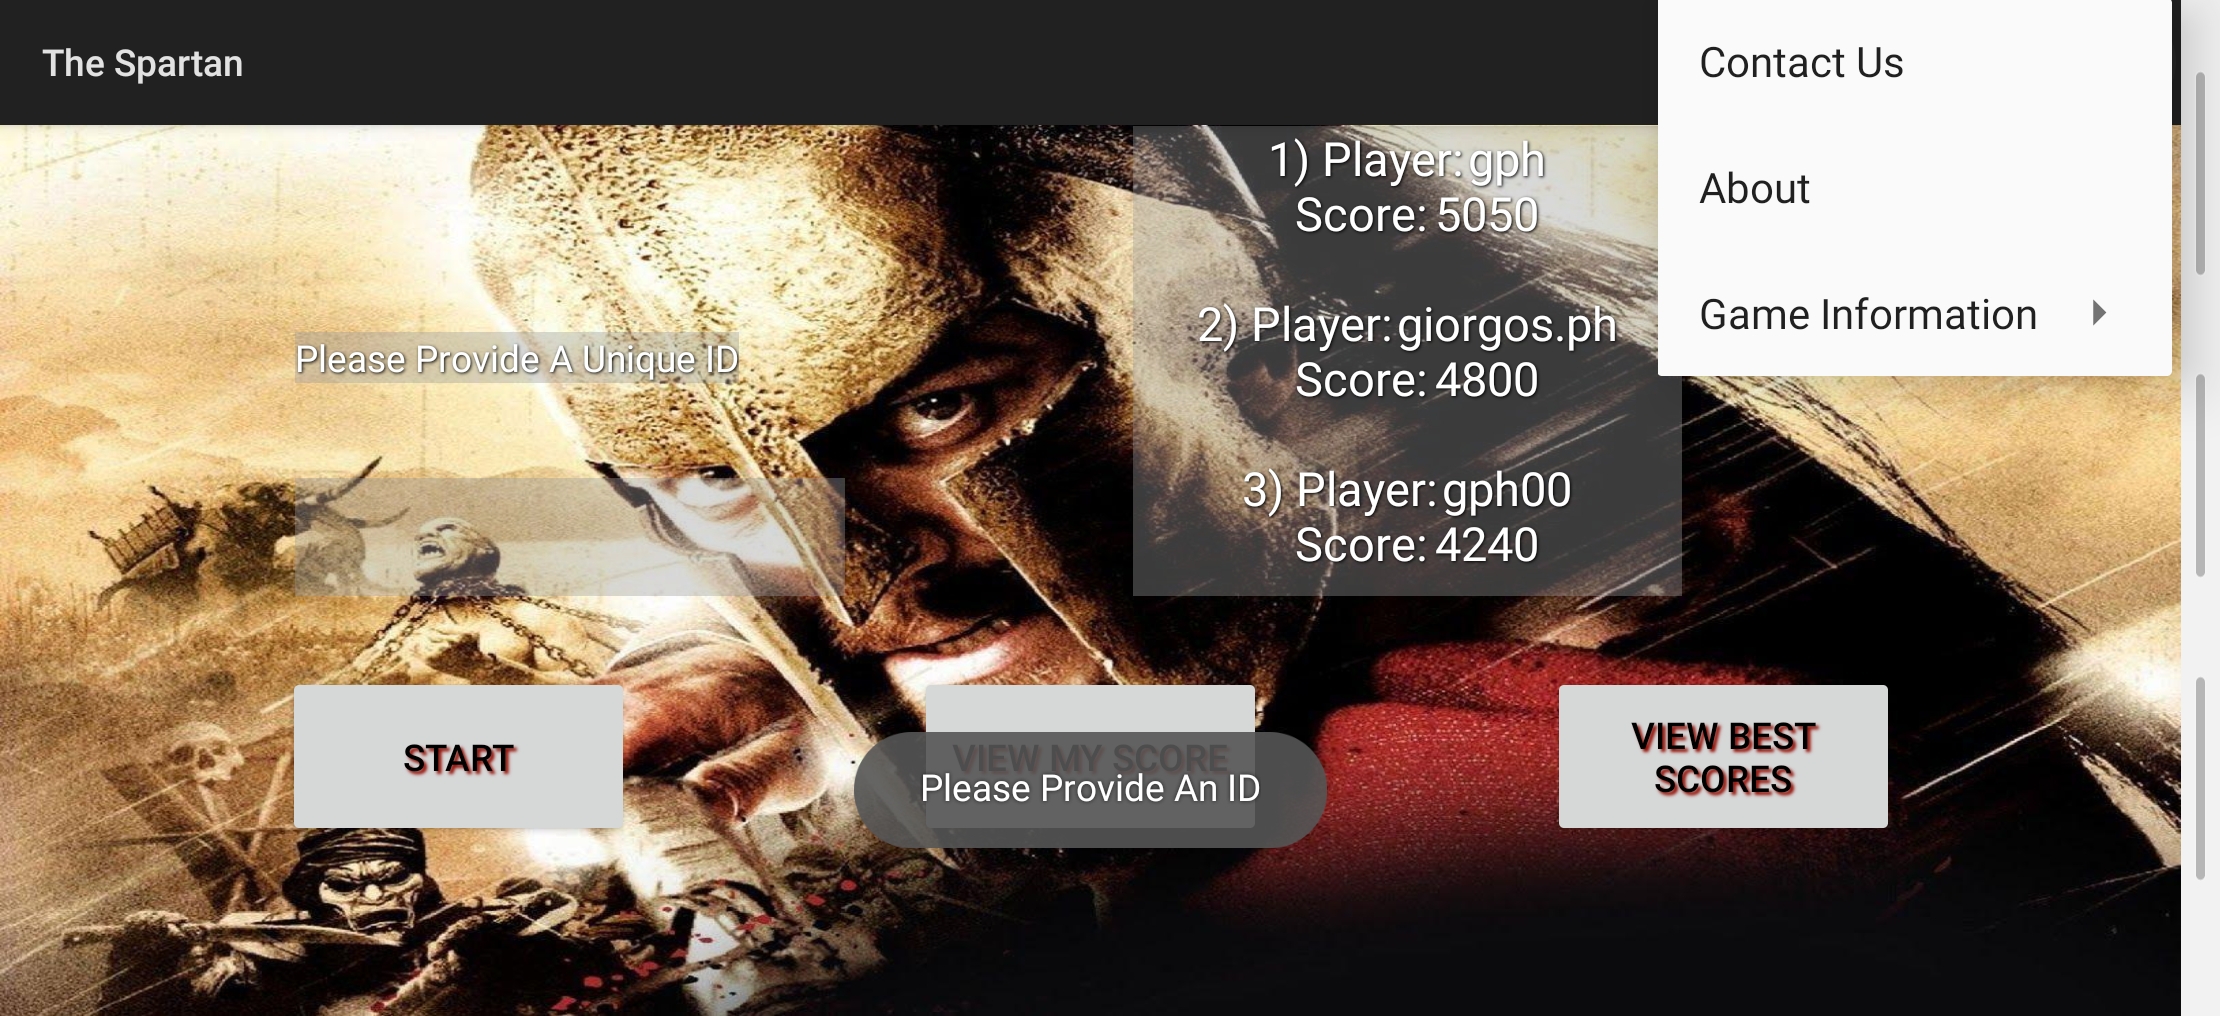 The Spartan
Contact Us
About
Game Information
1) Player: gph
Score: 5050
2) Player: giorgos.ph
Score: 4800
3) Player: gph00
Score: 4240
Please Provide A Unique ID
START
VIEW MY SCORE
VIEW BEST
SCORES
Please Provide An ID